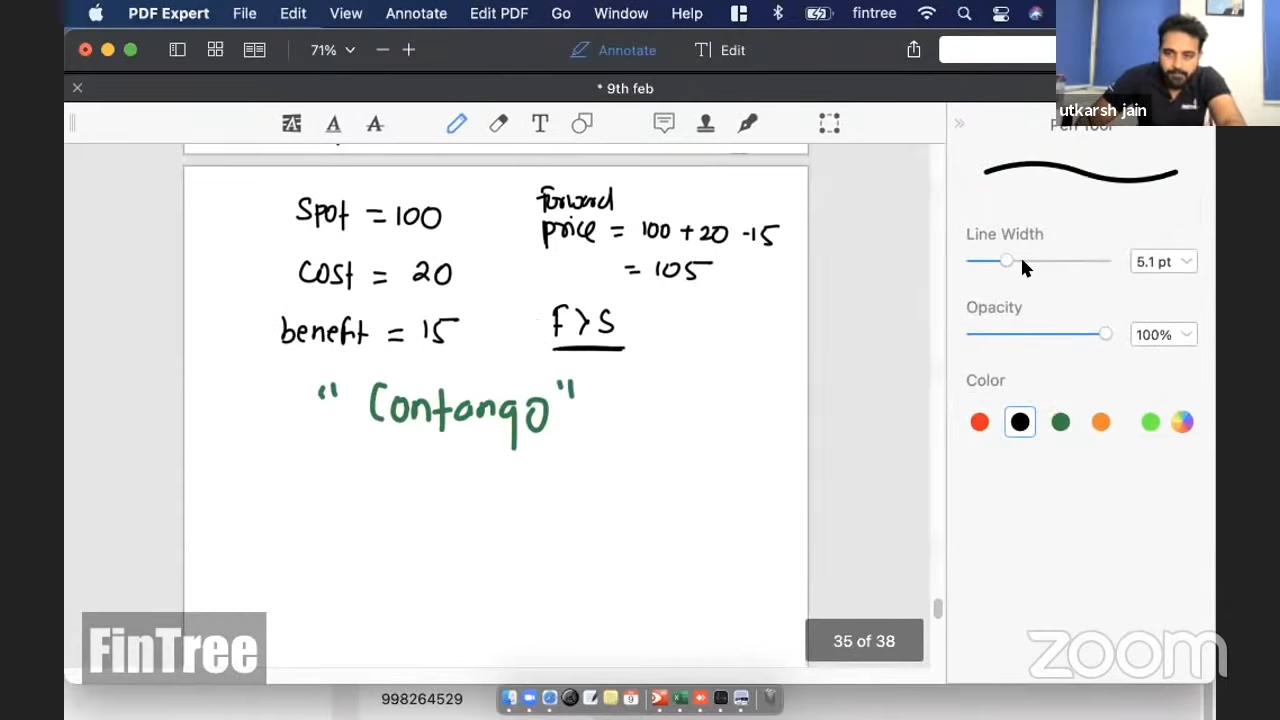 PDF Expert File Edit View Annotate Edit PDF Go Window Help fintree
71% Annotate Edit
* 9th feb
utkarsh jain
Pen Tool
Spot = 100
Cost = 20
benefit = 15
forward
price = 100 + 20 - 15
= 105
F > S
" Contango "
Line Width
5.1 pt
Opacity
100%
Color
FinTree
35 of 38
zoom
998264529